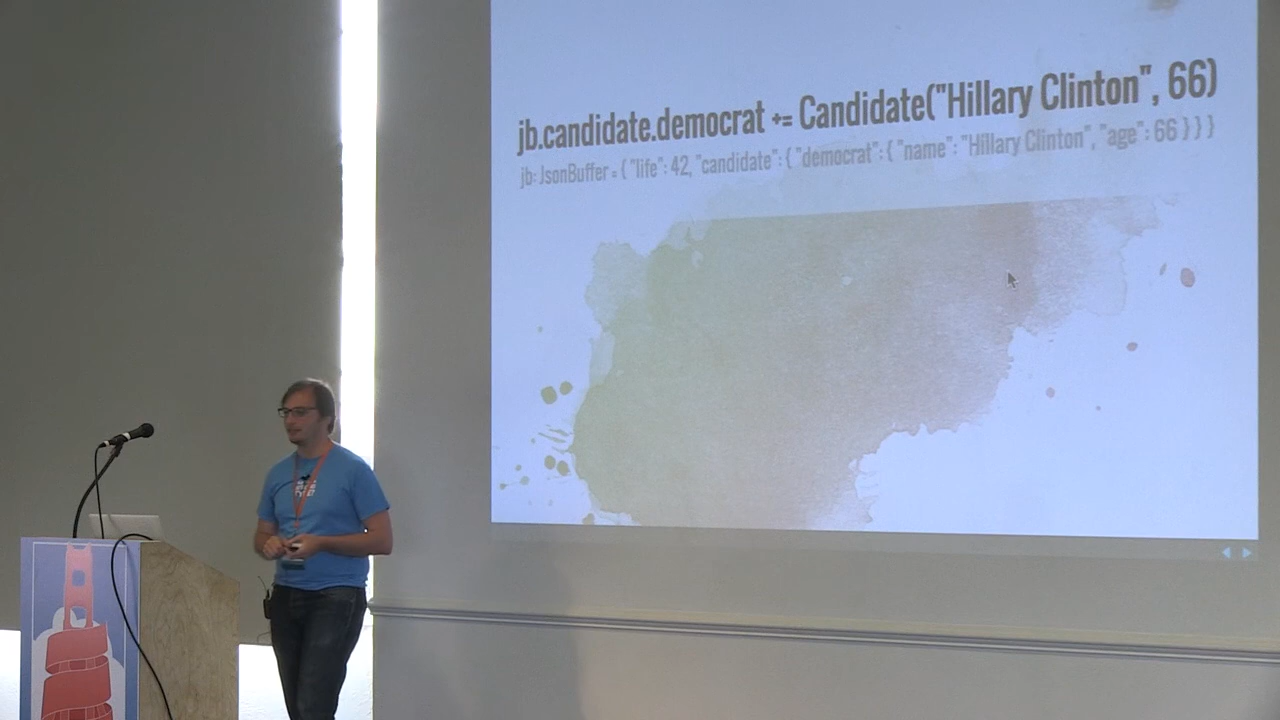 jb.candidate.democrat += Candidate("Hillary Clinton", 66)
jb: JsonBuffer = { "life": 42, "candidate": { "democrat": { "name": "Hillary Clinton", "age": 66 } } }